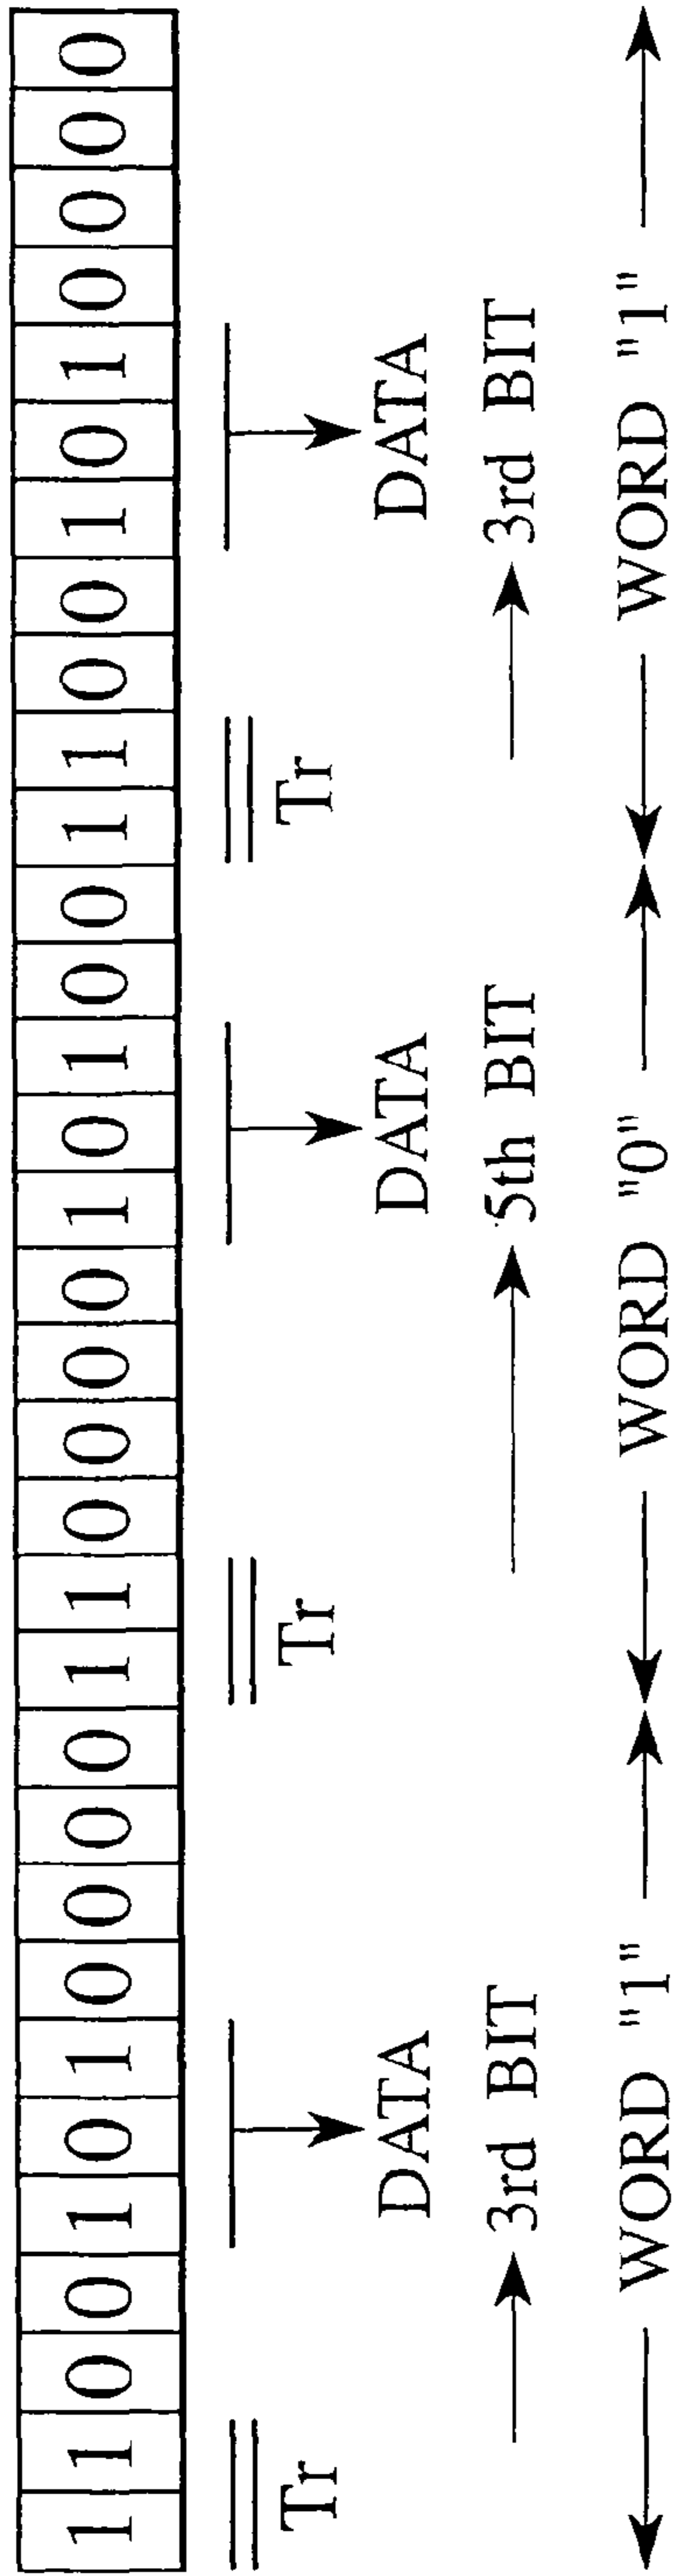 1 1 0 0 1 0 1 0 0 0 0 1 1 0 0 0 0 1 0 1 0 0 1 1 0 0 1 0 1 0 0 0 0
Tr Tr Tr
DATA DATA DATA
3rd BIT 5th BIT 3rd BIT
WORD "1" WORD "0" WORD "1"